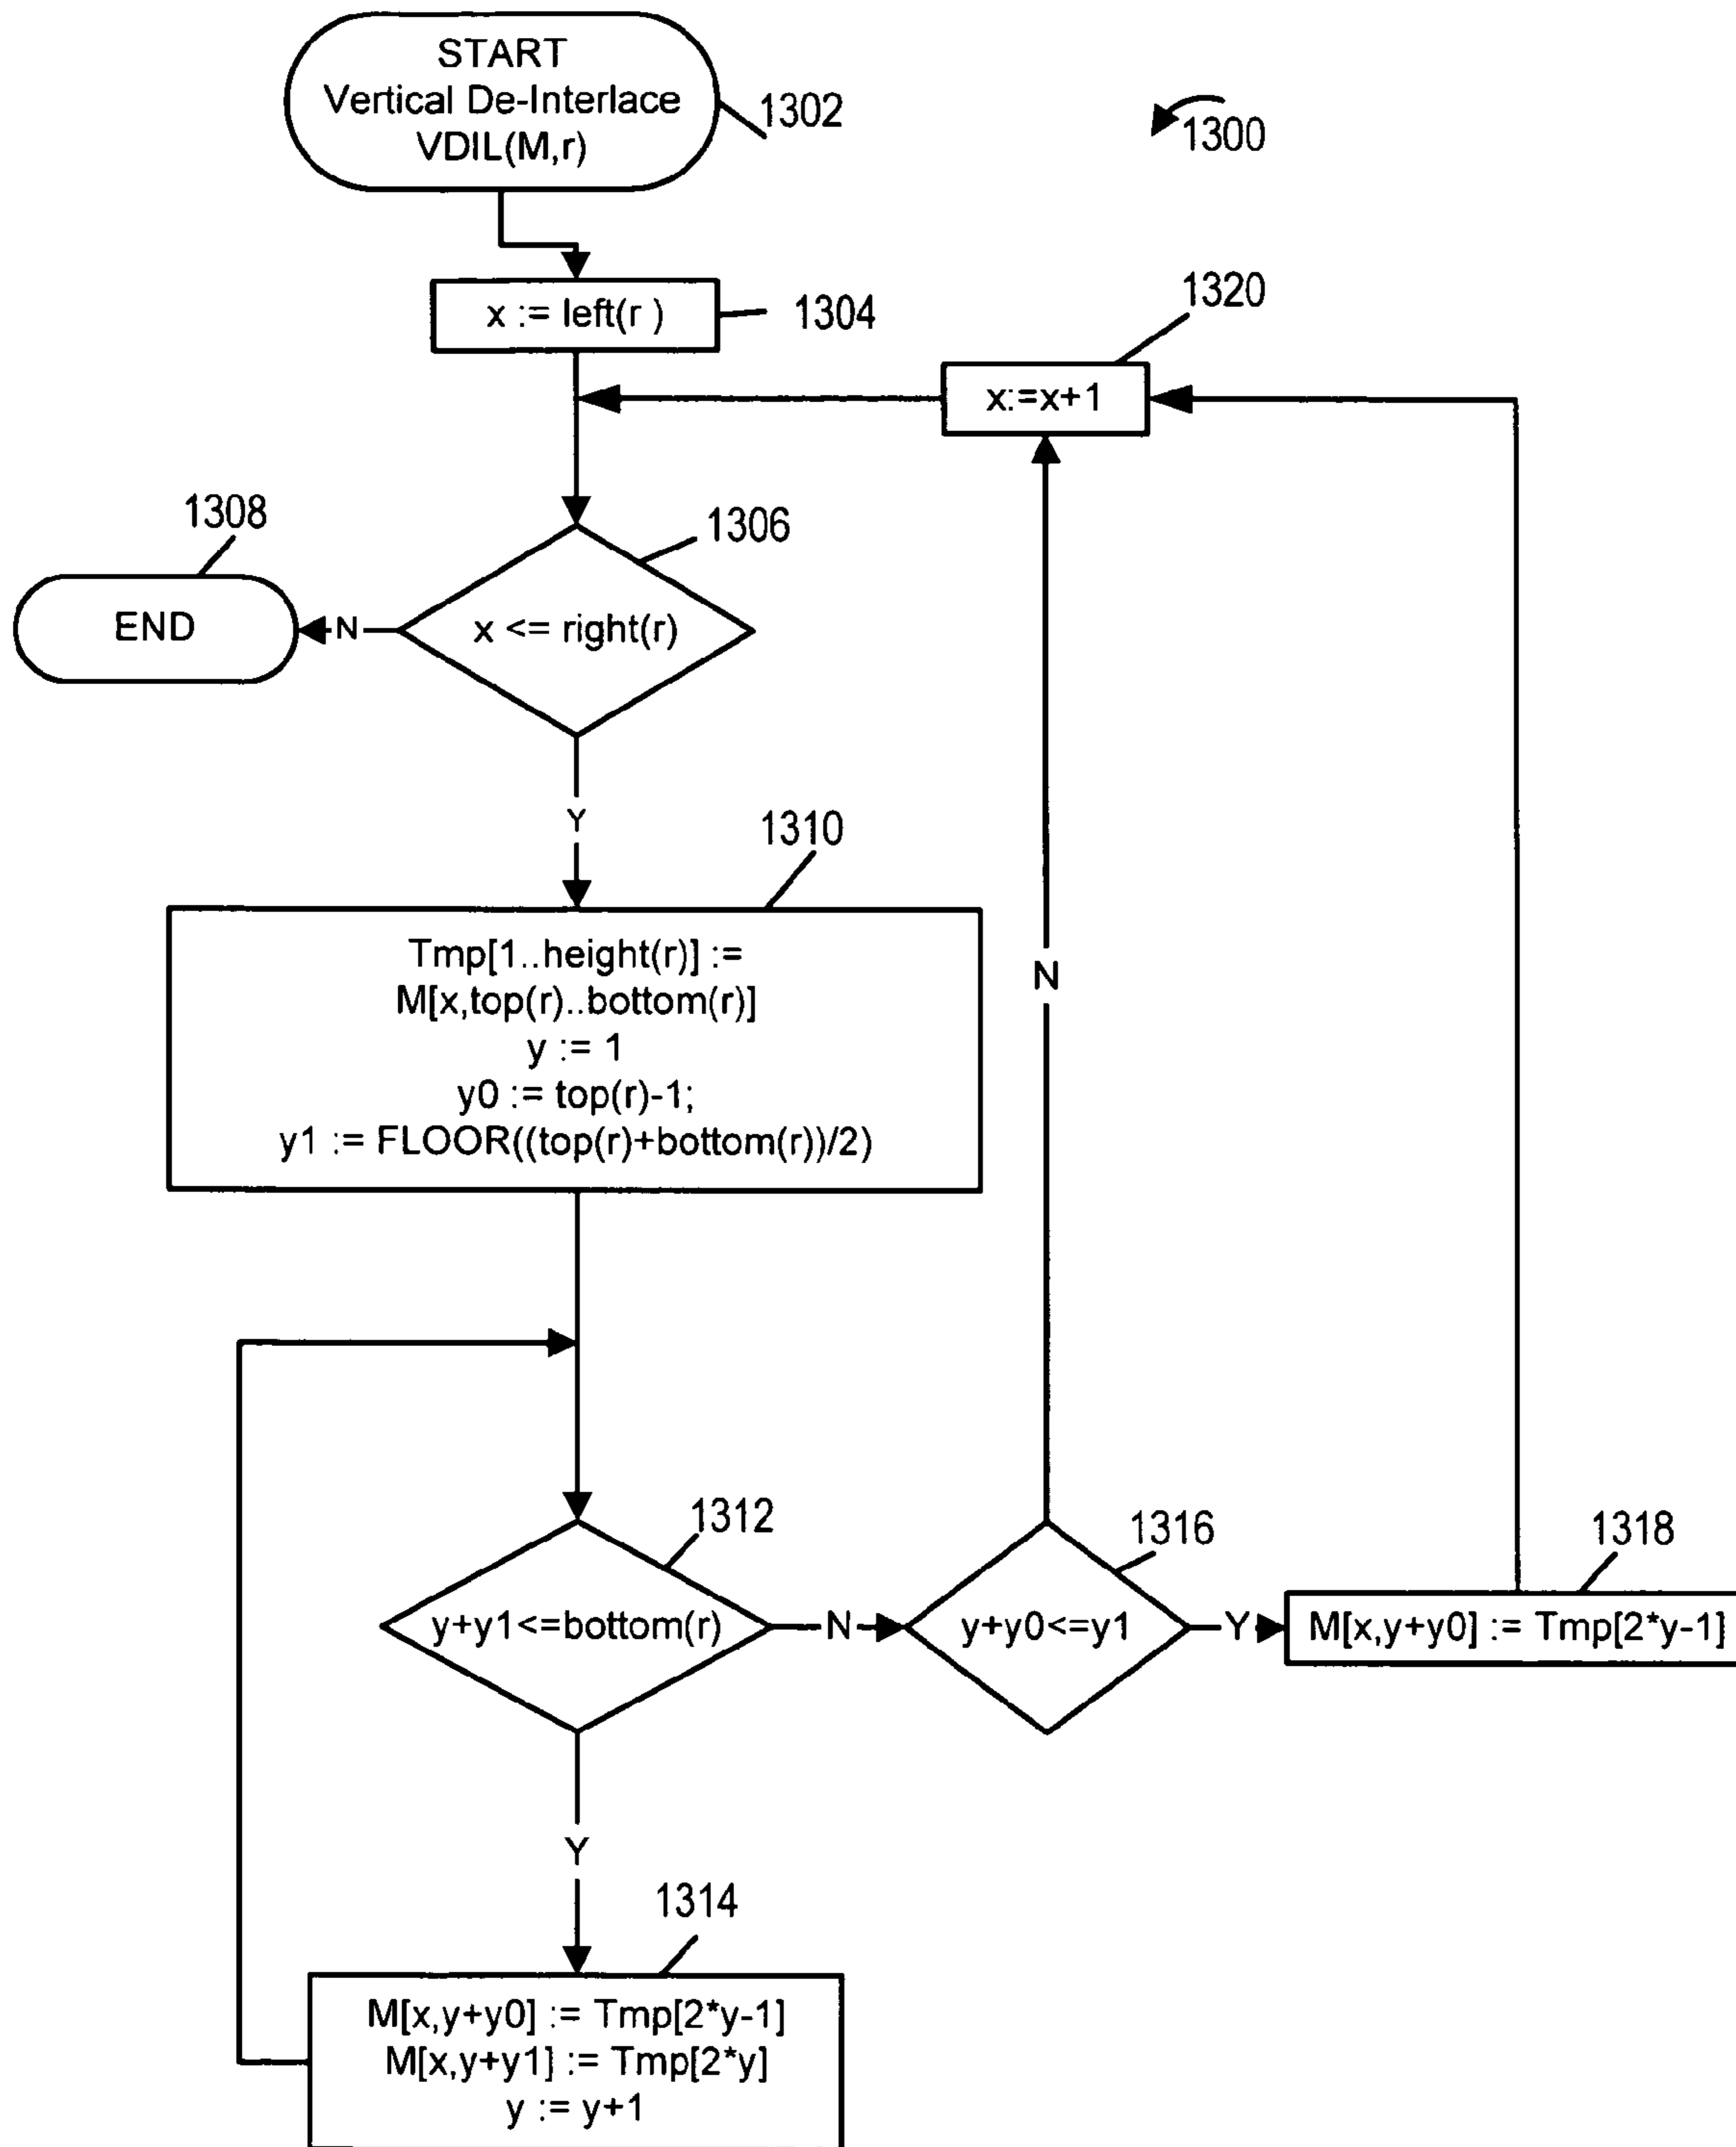 START
Vertical De-Interlace
VDIL(M,r)
1302
1300
x := left(r )
1304
1320
x:=x+1
1308
1306
END
N
x <= right(r)
Y
1310
Tmp[1..height(r)] :=
M[x,top(r)..bottom(r)]
y := 1
y0 := top(r)-1;
y1 := FLOOR((top(r)+bottom(r))/2)
N
1312
1316
1318
y+y1<=bottom(r)
N
y+y0<=y1
Y
M[x,y+y0] := Tmp[2*y-1]
Y
1314
M[x,y+y0] := Tmp[2*y-1]
M[x,y+y1] := Tmp[2*y]
y := y+1